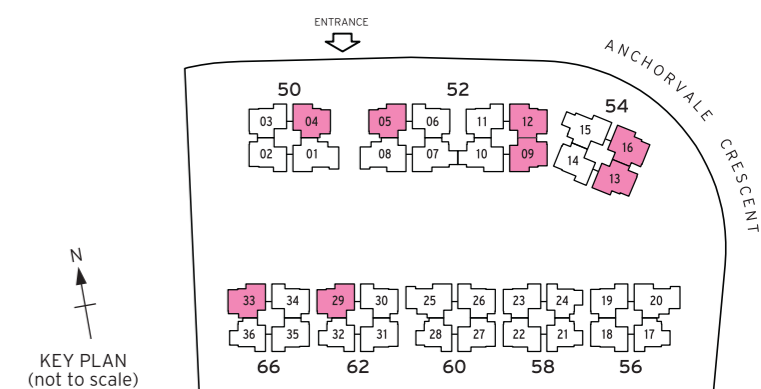 ENTRANCE
ANCHORVALE CRESCENT
50 52 54
03 04 05 06 11 12 15 16
02 01 08 07 10 09 14 13
N
33 34 29 30 25 26 23 24 19 20
36 35 32 31 28 27 22 21 18 17
66 62 60 58 56
KEY PLAN
(not to scale)